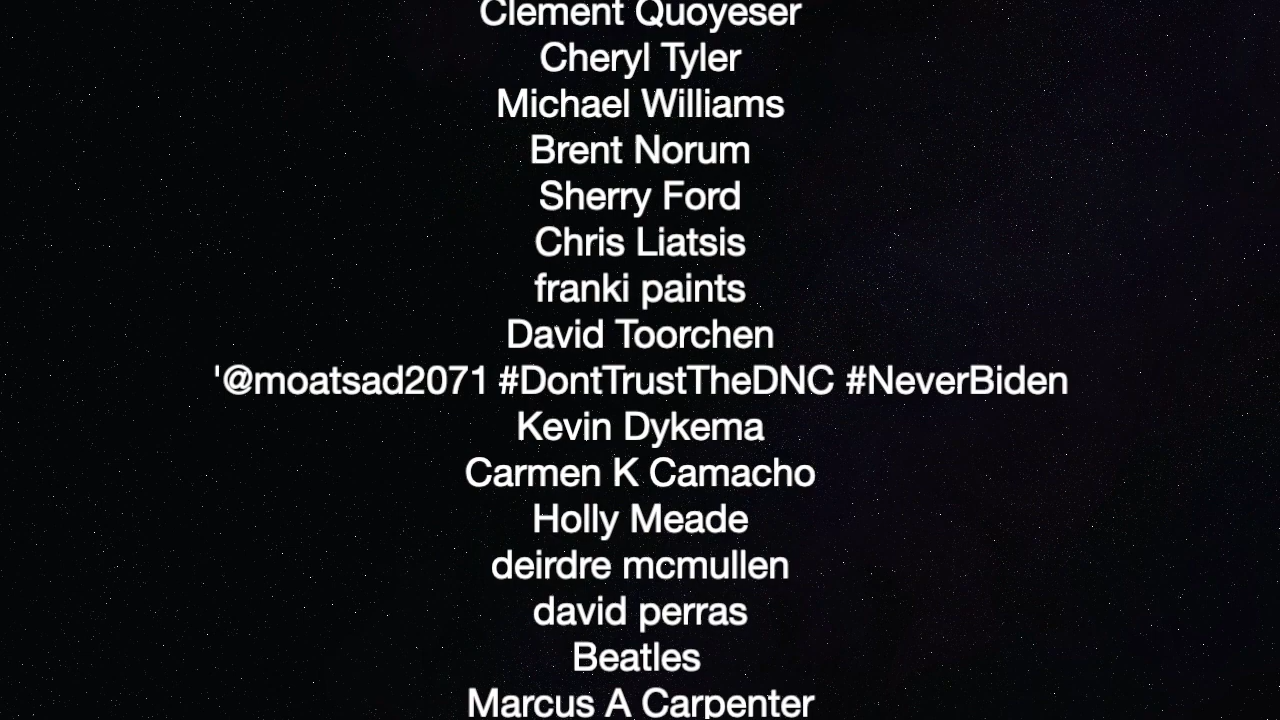 Clement Quoyeser
Cheryl Tyler
Michael Williams
Brent Norum
Sherry Ford
Chris Liatsis
franki paints
David Toorchen
'@moatsad2071 #DontTrustTheDNC #NeverBiden
Kevin Dykema
Carmen K Camacho
Holly Meade
deirdre mcmullen
david perras
Beatles
Marcus A Carpenter